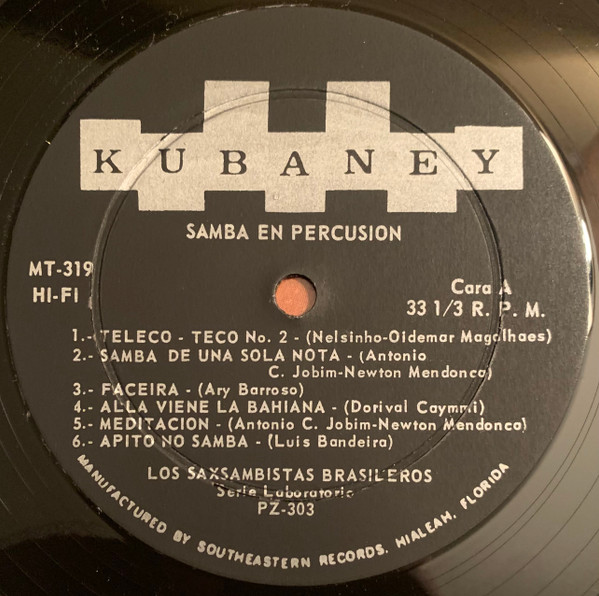 KUBANEY
SAMBA EN PERCUSION
MT-319
HI-FI
Cara A
33 1/3 R. P. M.
1.- TELECO - TECO No. 2 - (Nelsinho-Oidemar Magalhaes)
2.- SAMBA DE UNA SOLA NOTA - (Antonio
C. Jobim-Newton Mendonca)
3.- FACEIRA - (Ary Barroso)
4.- ALLA VIENE LA BAHIANA - (Dorival Caymmi)
5.- MEDITACION - (Antonio C. Jobim-Newton Mendonca)
6.- APITO NO SAMBA - (Luis Bandeira)
LOS SAXSAMBISTAS BRASILEROS
Serie Laboratorio
PZ-303
MANUFACTURED BY SOUTHEASTERN RECORDS. HIALEAH, FLORIDA